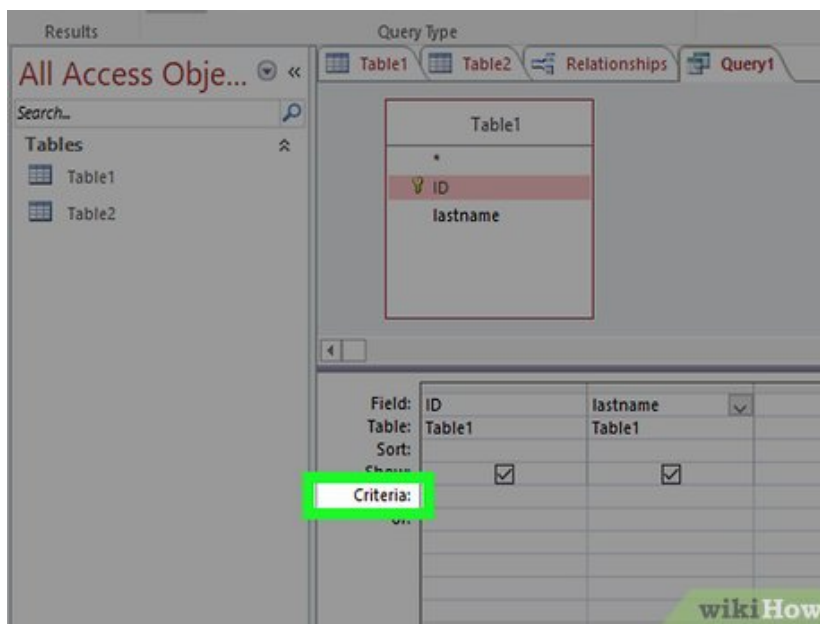 Results
Query Type
All Access Obje... «
Table1 Table2 Relationships Query1
Search...
Tables
Table1
Table2
Table1
*
ID
lastname
Field: ID lastname
Table: Table1 Table1
Sort:
Show:
Criteria:
or:
wikiHow